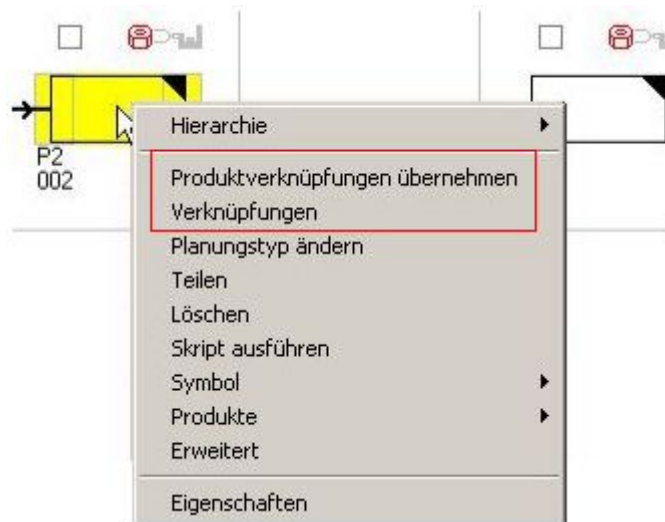 P2
002
Hierarchie
Produktverknüpfungen übernehmen
Verknüpfungen
Planungstyp ändern
Teilen
Löschen
Skript ausführen
Symbol
Produkte
Erweitert
Eigenschaften